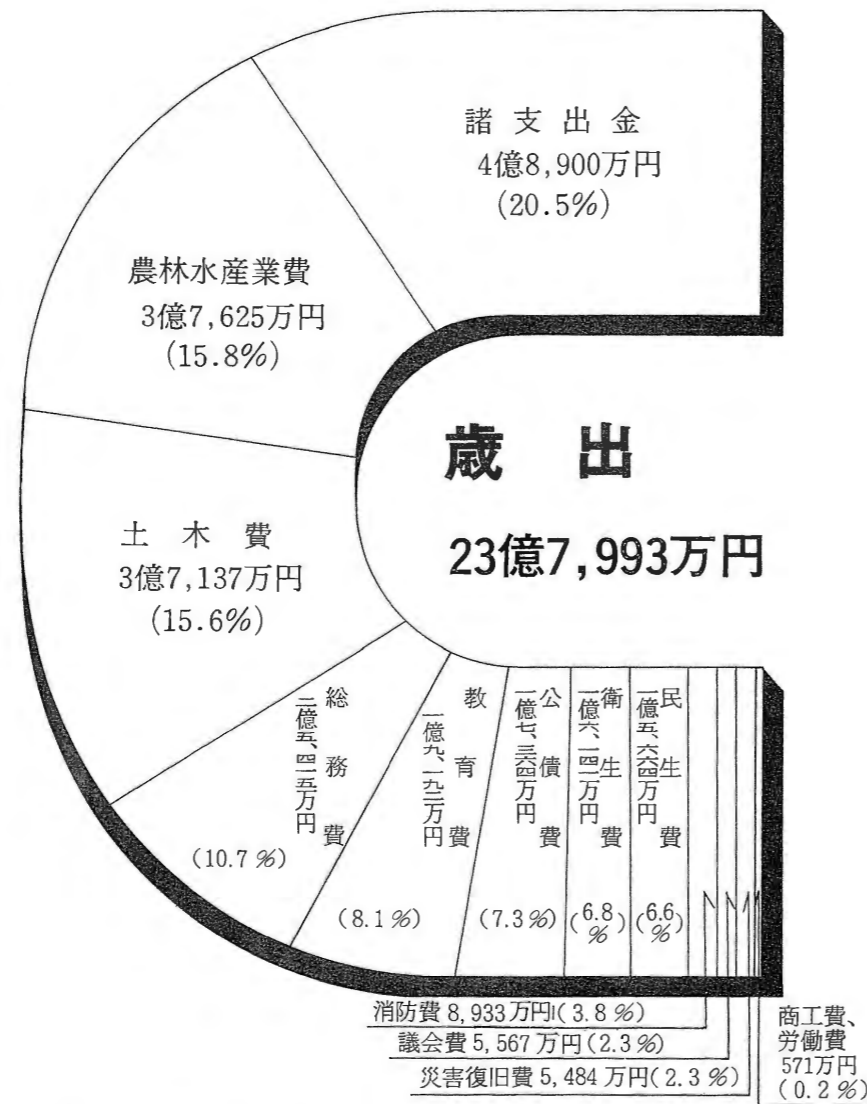 諸支出金
4億8,900万円
(20.5%)
農林水産業費
3億7,625万円
(15.8%)
歳出
23億7,993万円
土木費
3億7,137万円
(15.6%)
総務費
二億五、四一五万円
(10.7%)
教育費
一億九、一九二万円
(8.1%)
公債費
一億七、三六四万円
(7.3%)
衛生費
一億六、一四一万円
(6.8
%)
民生費
一億五、六六四万円
(6.6
%)
消防費 8,933万円(3.8%)
議会費 5,567万円(2.3%)
災害復旧費 5,484万円(2.3%)
商工費、
労働費
571万円
(0.2%)